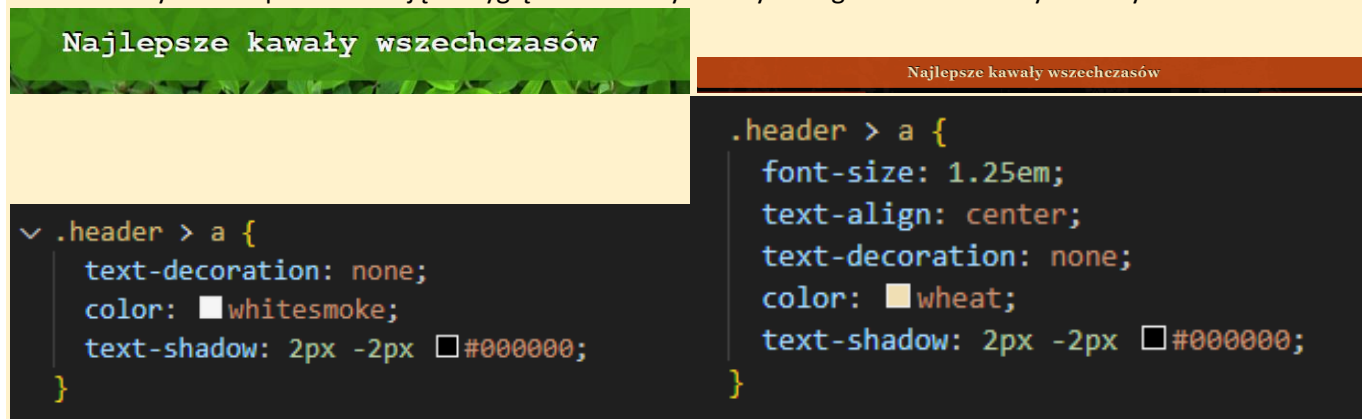 Najlepsze kawały wszechczasów
Najlepsze kawały wszechczasów
.header > a {
text-decoration: none;
color: whitesmoke;
text-shadow: 2px -2px #000000;
}
.header > a {
font-size: 1.25em;
text-align: center;
text-decoration: none;
color: wheat;
text-shadow: 2px -2px #000000;
}